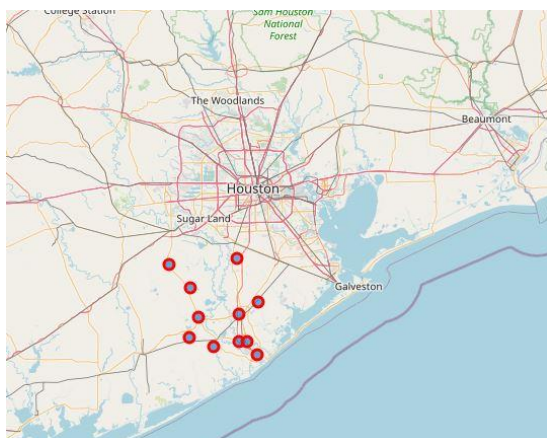 College Station
Sam Houston
National
Forest
The Woodlands
Beaumont
Houston
Sugar Land
Galveston